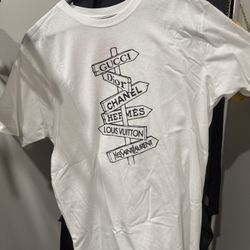 GUCCI
Dior
CHANEL
HERMES
LOUIS VUITTON
YVES SAINT LAURENT